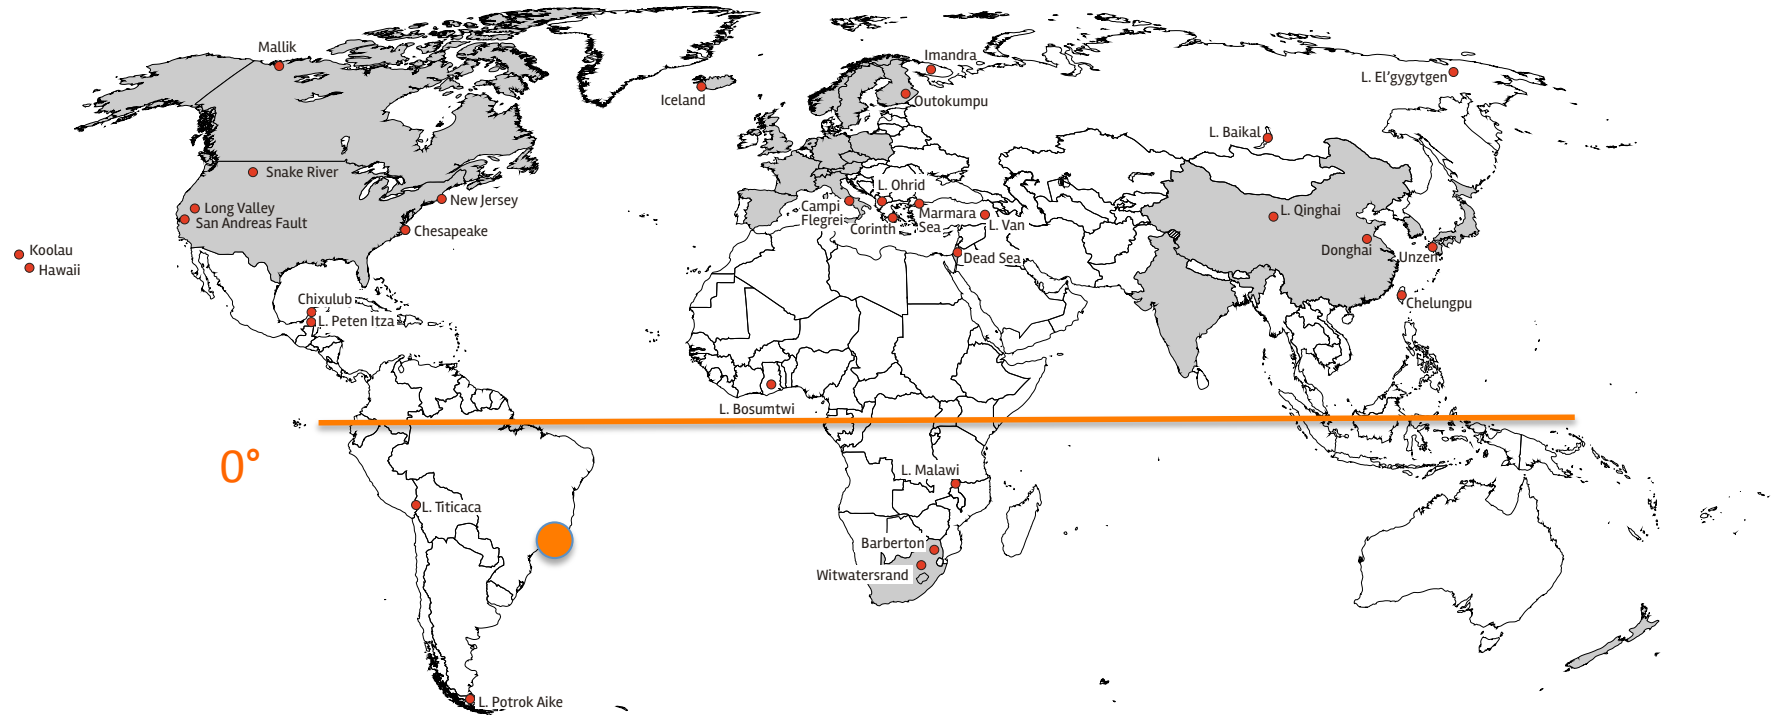 Mallik
Imandra
L. El'gygytgen
Iceland
Outokumpu
L. Baikal
Snake River
L. Ohrid
New Jersey
Long Valley
San Andreas Fault
Campi
Flegrei
Marmara
Sea
L. Van
L. Qinghai
Chesapeake
Corinth
Koolau
Hawaii
Dead Sea
Donghai
Unzen
Chixulub
L. Peten Itza
Chelungpu
L. Bosumtwi
0°
L. Malawi
L. Titicaca
Barberton
Witwatersrand
L. Potrok Aike